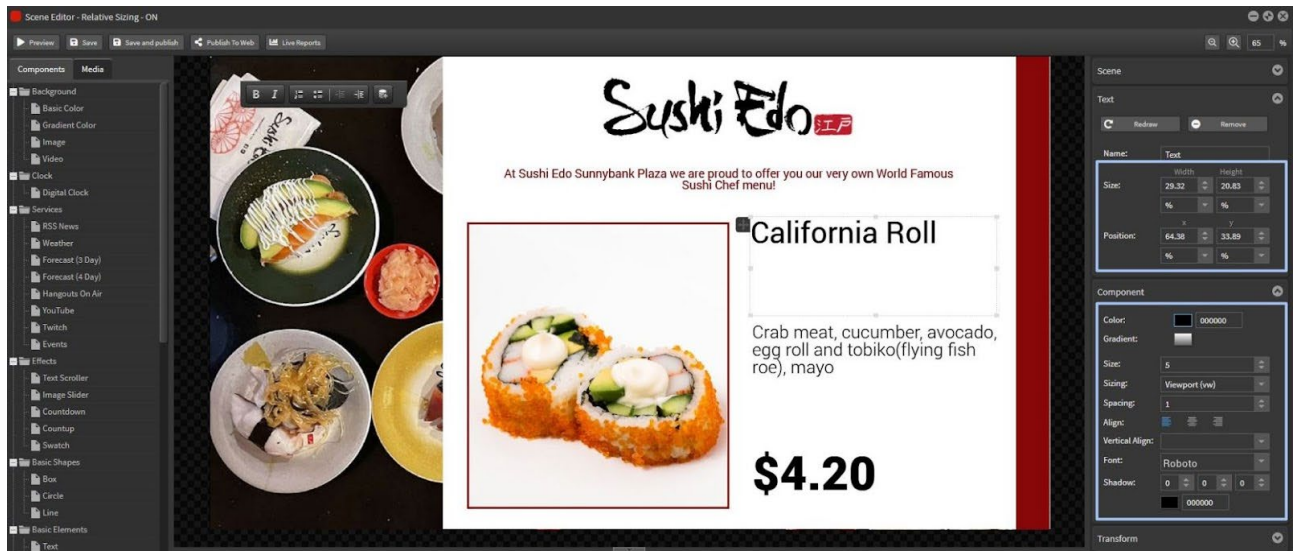 Scene Editor - Relative Sizing - ON
Preview Save Save and publish Publish To Web Live Reports 65 %
Components Media
Background
Basic Color
Gradient Color
Image
Video
Clock
Digital Clock
Services
RSS News
Weather
Forecast (3 Day)
Forecast (4 Day)
Hangouts On Air
YouTube
Twitch
Events
Effects
Text Scroller
Image Slider
Countdown
Countup
Swatch
Basic Shapes
Box
Circle
Line
Basic Elements
Text
B I
Sushi Edo
Sushi Edo 江戸
At Sushi Edo Sunnybank Plaza we are proud to offer you our very own World Famous
Sushi Chef menu!
California Roll
Crab meat, cucumber, avocado,
egg roll and tobiko(flying fish
roe), mayo
$4.20
Scene
Text
Redraw Remove
Name: Text
Width Height
Size: 29.32 20.83
% %
x y
Position: 64.38 33.89
% %
Component
Color: 000000
Gradient:
Size: 5
Sizing: Viewport (vw)
Spacing: 1
Align:
Vertical Align:
Font: Roboto
Shadow: 0 0 0
000000
Transform